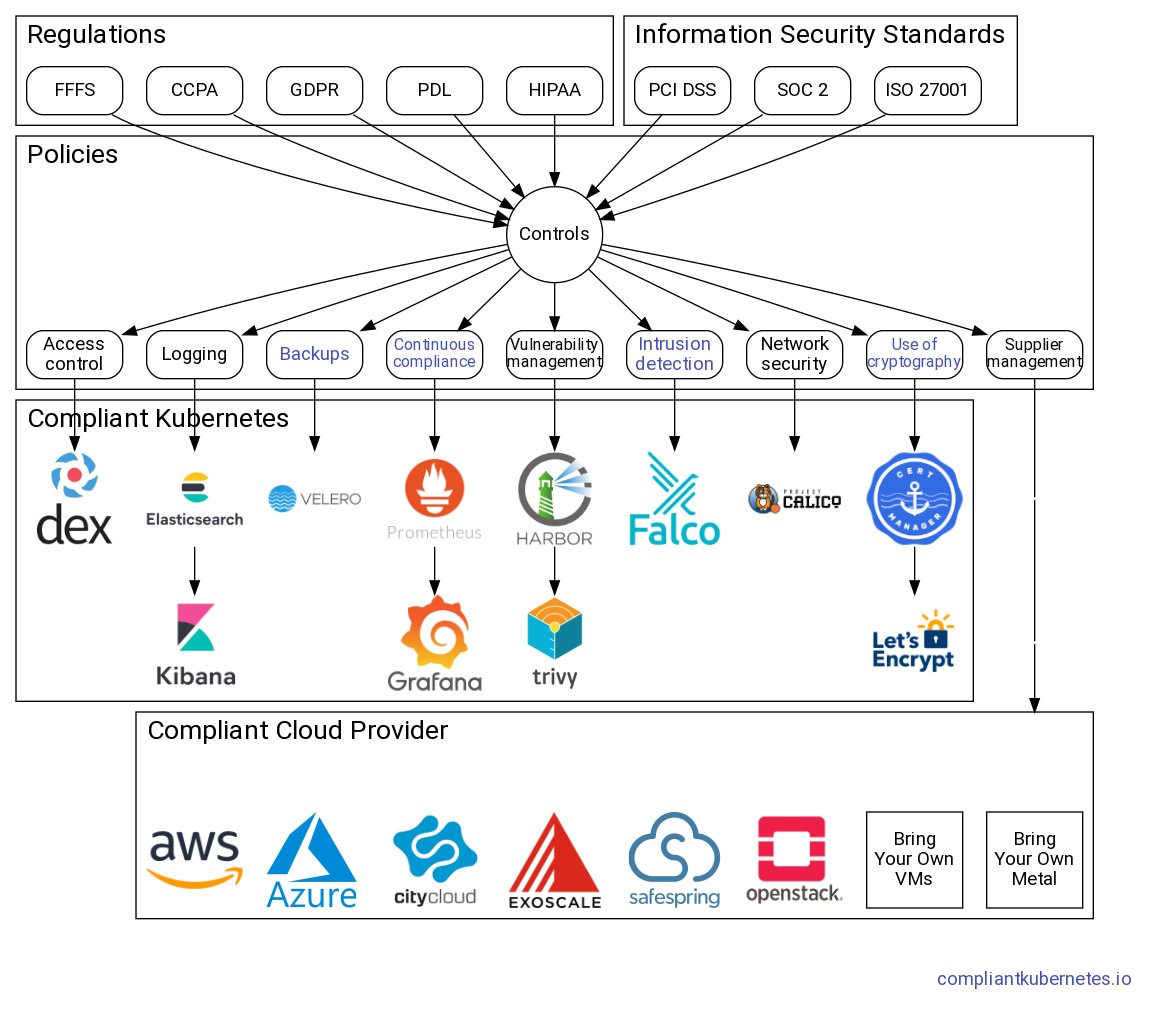 Regulations
Information Security Standards
FFFS
CCPA
GDPR
PDL
HIPAA
PCI DSS
SOC 2
ISO 27001
Policies
Controls
Access
control
Logging
Backups
Continuous
compliance
Vulnerability
management
Intrusion
detection
Network
security
Use of
cryptography
Supplier
management
Compliant Kubernetes
dex
Elasticsearch
VELERO
Prometheus
HARBOR
Falco
PROJECT
CALICO
CERT
MANAGER
Kibana
Grafana
trivy
Let's
Encrypt
Compliant Cloud Provider
aws
Azure
citycloud
EXOSCALE
safespring
openstack.
Bring
Your Own
VMs
Bring
Your Own
Metal
compliantkubernetes.io